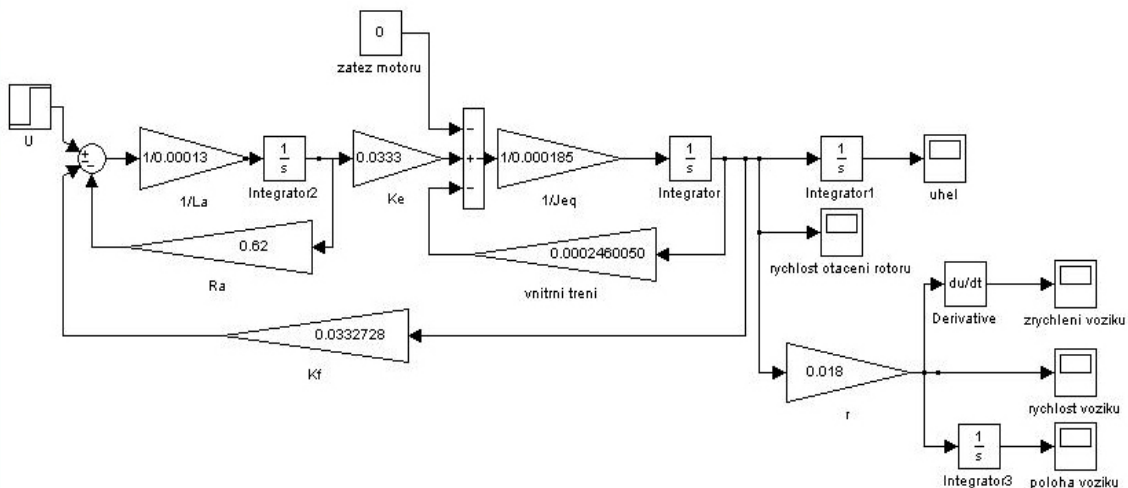 0
zatez motoru
U
+
−
−
1/0.00013
1/La
1
s
Integrator2
0.0333
Ke
−
+
−
1/0.000185
1/Jeq
1
s
Integrator
1
s
Integrator1
uhel
0.62
Ra
0.0002460050
vnitrni treni
rychlost otaceni rotoru
0.0332728
Kf
du/dt
Derivative
zrychleni voziku
0.018
r
rychlost voziku
1
s
Integrator3
poloha voziku